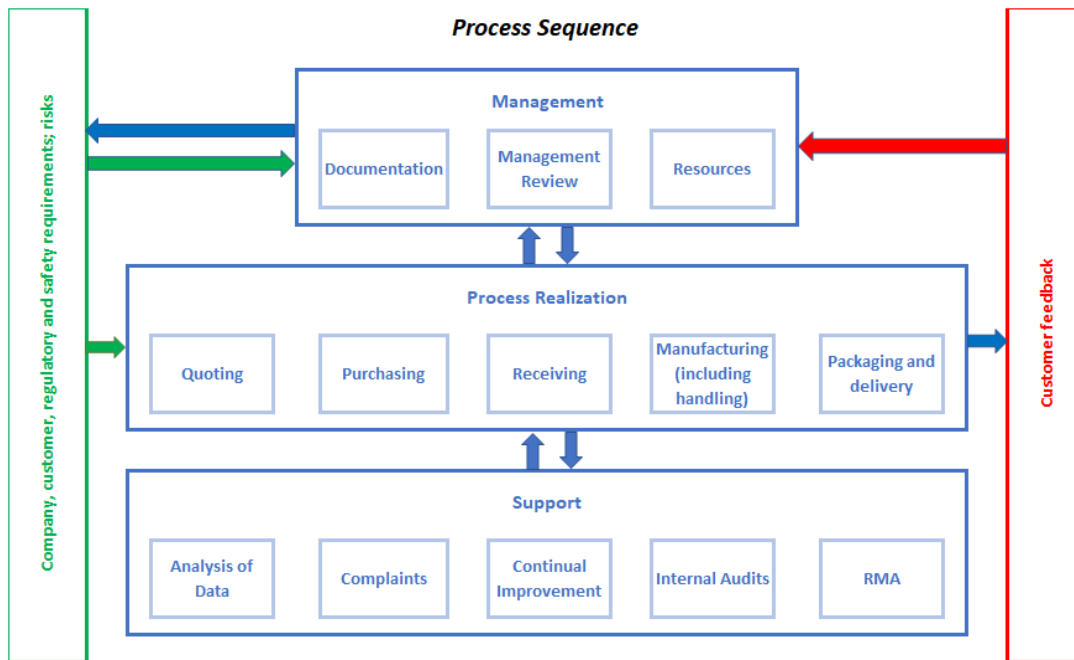 Process Sequence
Company, customer, regulatory and safety requirements; risks
Management
Documentation
Management
Review
Resources
Process Realization
Quoting
Purchasing
Receiving
Manufacturing
(including
handling)
Packaging and
delivery
Support
Analysis of
Data
Complaints
Continual
Improvement
Internal Audits
RMA
Customer feedback